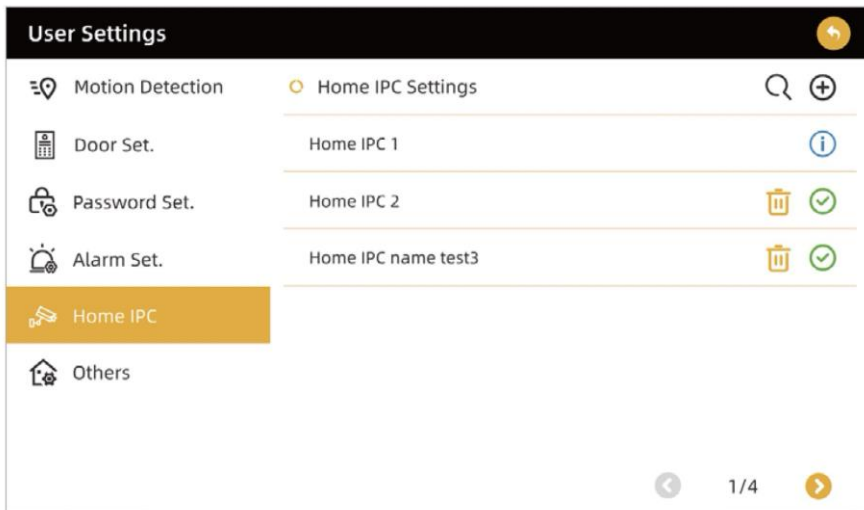 User Settings
Motion Detection
Door Set.
Password Set.
Alarm Set.
Home IPC
Others
Home IPC Settings
Home IPC 1
Home IPC 2
Home IPC name test3
1/4